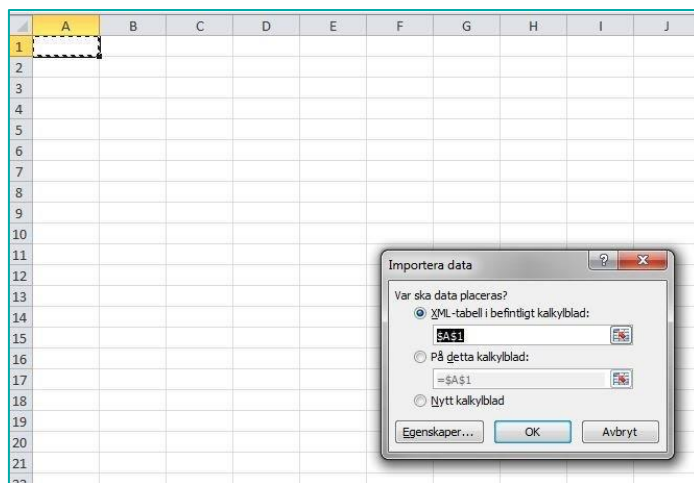 A B C D E F G H I J
1
2
3
4
5
6
7
8
9
10
11
12
13
14
15
16
17
18
19
20
21
22
Importera data
?
Var ska data placeras?
XML-tabell i befintligt kalkylblad:
$A$1
På detta kalkylblad:
=$A$1
Nytt kalkylblad
Egenskaper... OK Avbryt